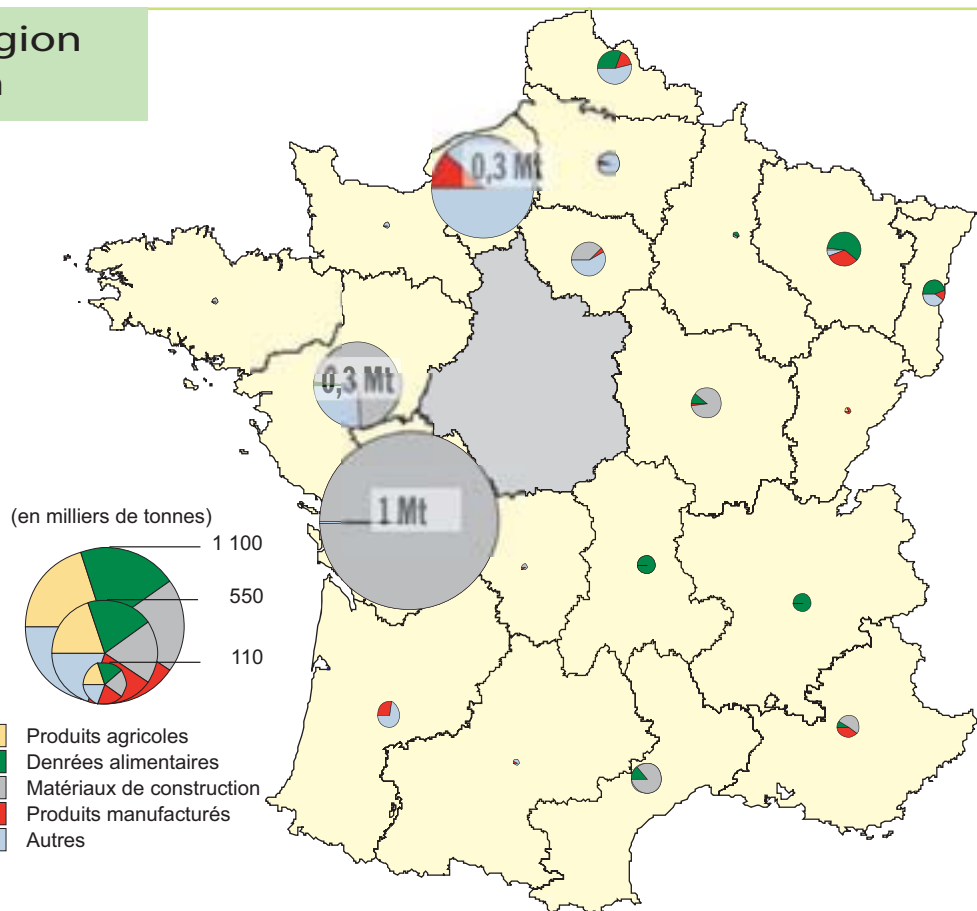 gion
0,3 Mt
0,3 Mt
1 Mt
(en milliers de tonnes)
1 100
550
110
Produits agricoles
Denrées alimentaires
Matériaux de construction
Produits manufacturés
Autres